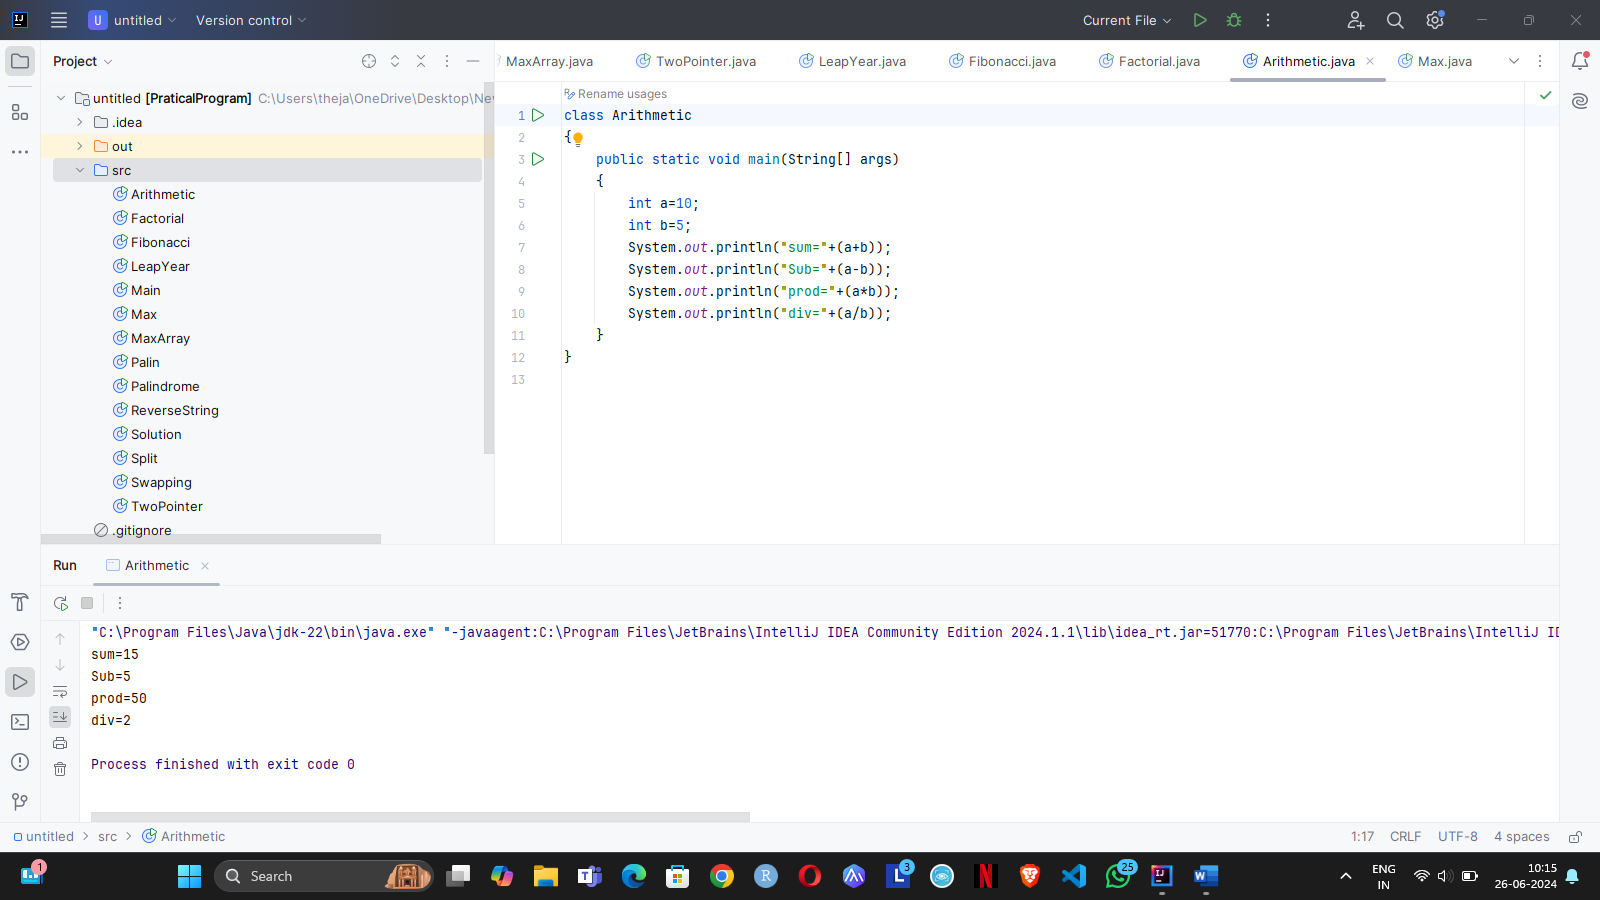 untitled
Version control
Current File
Project
MaxArray.java
TwoPointer.java
LeapYear.java
Fibonacci.java
Factorial.java
Arithmetic.java
Max.java
untitled [PraticalProgram] C:\Users\theja\OneDrive\Desktop\Ne
.idea
out
src
Arithmetic
Factorial
Fibonacci
LeapYear
Main
Max
MaxArray
Palin
Palindrome
ReverseString
Solution
Split
Swapping
TwoPointer
.gitignore
Rename usages
1 class Arithmetic
2 {
3 public static void main(String[] args)
4 {
5 int a=10;
6 int b=5;
7 System.out.println("sum="+(a+b));
8 System.out.println("Sub="+(a-b));
9 System.out.println("prod="+(a*b));
10 System.out.println("div="+(a/b));
11 }
12 }
13
Run
Arithmetic
"C:\Program Files\Java\jdk-22\bin\java.exe" "-javaagent:C:\Program Files\JetBrains\IntelliJ IDEA Community Edition 2024.1.1\lib\idea_rt.jar=51770:C:\Program Files\JetBrains\IntelliJ ID
sum=15
Sub=5
prod=50
div=2
Process finished with exit code 0
untitled > src > Arithmetic
1:17 CRLF UTF-8 4 spaces
1
Search
3
25
ENG
IN
10:15
26-06-2024